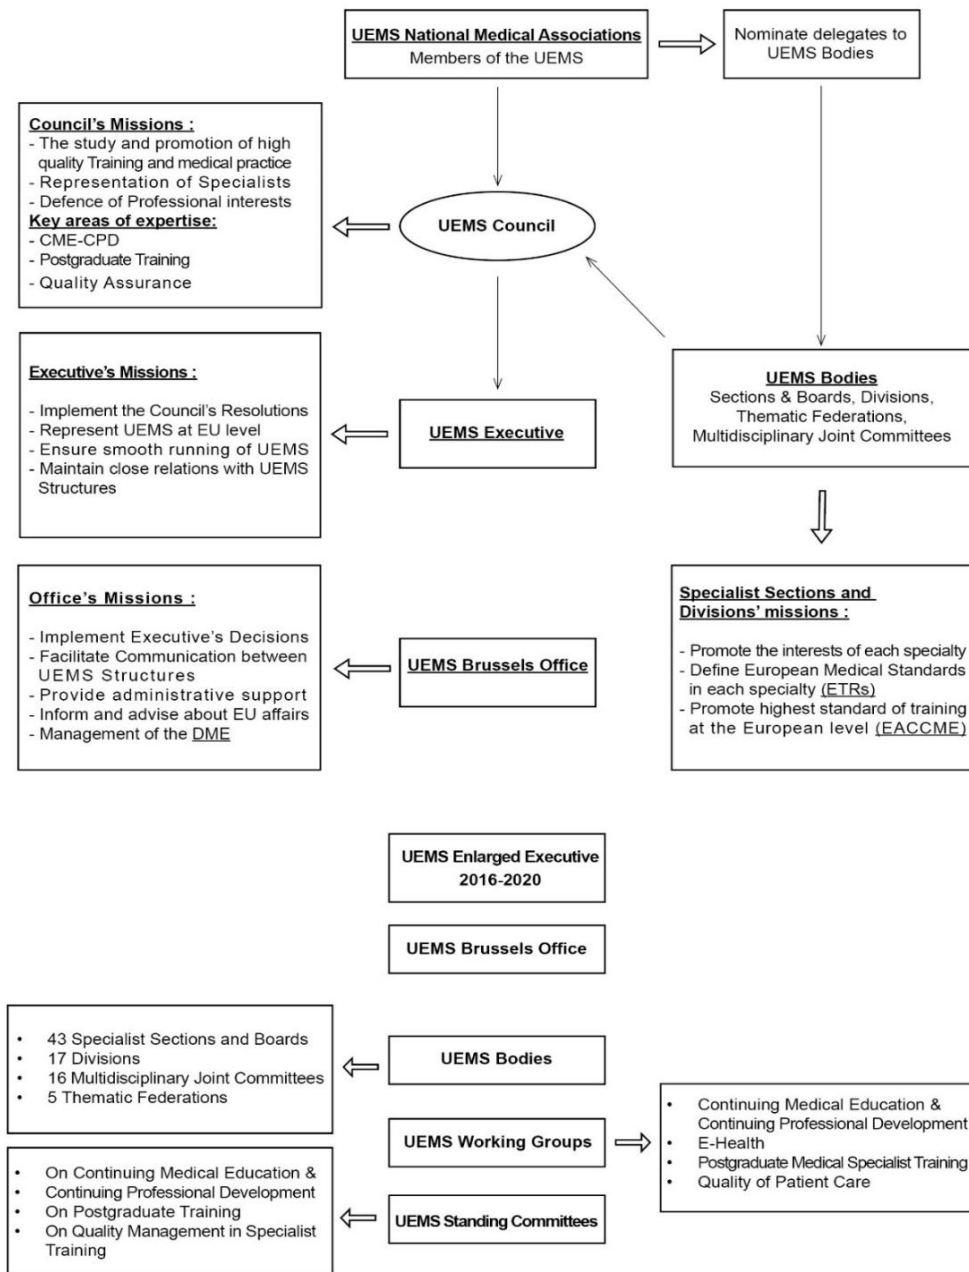 UEMS National Medical Associations
Members of the UEMS
Nominate delegates to
UEMS Bodies
Council's Missions :
- The study and promotion of high
quality Training and medical practice
- Representation of Specialists
- Defence of Professional interests
Key areas of expertise:
- CME-CPD
- Postgraduate Training
- Quality Assurance
UEMS Council
Executive's Missions :
- Implement the Council's Resolutions
- Represent UEMS at EU level
- Ensure smooth running of UEMS
- Maintain close relations with UEMS
Structures
UEMS Executive
UEMS Bodies
Sections & Boards, Divisions,
Thematic Federations,
Multidisciplinary Joint Committees
Office's Missions :
- Implement Executive's Decisions
- Facilitate Communication between
UEMS Structures
- Provide administrative support
- Inform and advise about EU affairs
- Management of the DME
UEMS Brussels Office
Specialist Sections and
Divisions' missions :
- Promote the interests of each specialty
- Define European Medical Standards
in each specialty (ETRs)
- Promote highest standard of training
at the European level (EACCME)
UEMS Enlarged Executive
2016-2020
UEMS Brussels Office
• 43 Specialist Sections and Boards
• 17 Divisions
• 16 Multidisciplinary Joint Committees
• 5 Thematic Federations
UEMS Bodies
UEMS Working Groups
• Continuing Medical Education &
Continuing Professional Development
• E-Health
• Postgraduate Medical Specialist Training
• Quality of Patient Care
• On Continuing Medical Education &
• Continuing Professional Development
• On Postgraduate Training
• On Quality Management in Specialist
Training
UEMS Standing Committees